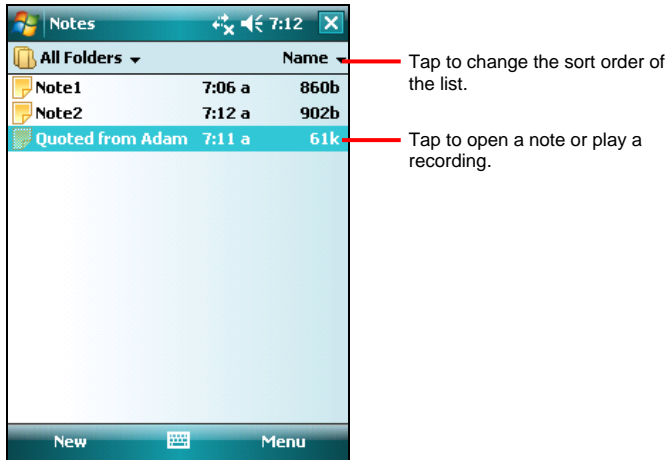 Notes 7:12
All Folders Name
Note1 7:06 a 860b
Note2 7:12 a 902b
Quoted from Adam 7:11 a 61k
New Menu
Tap to change the sort order of
the list.
Tap to open a note or play a
recording.